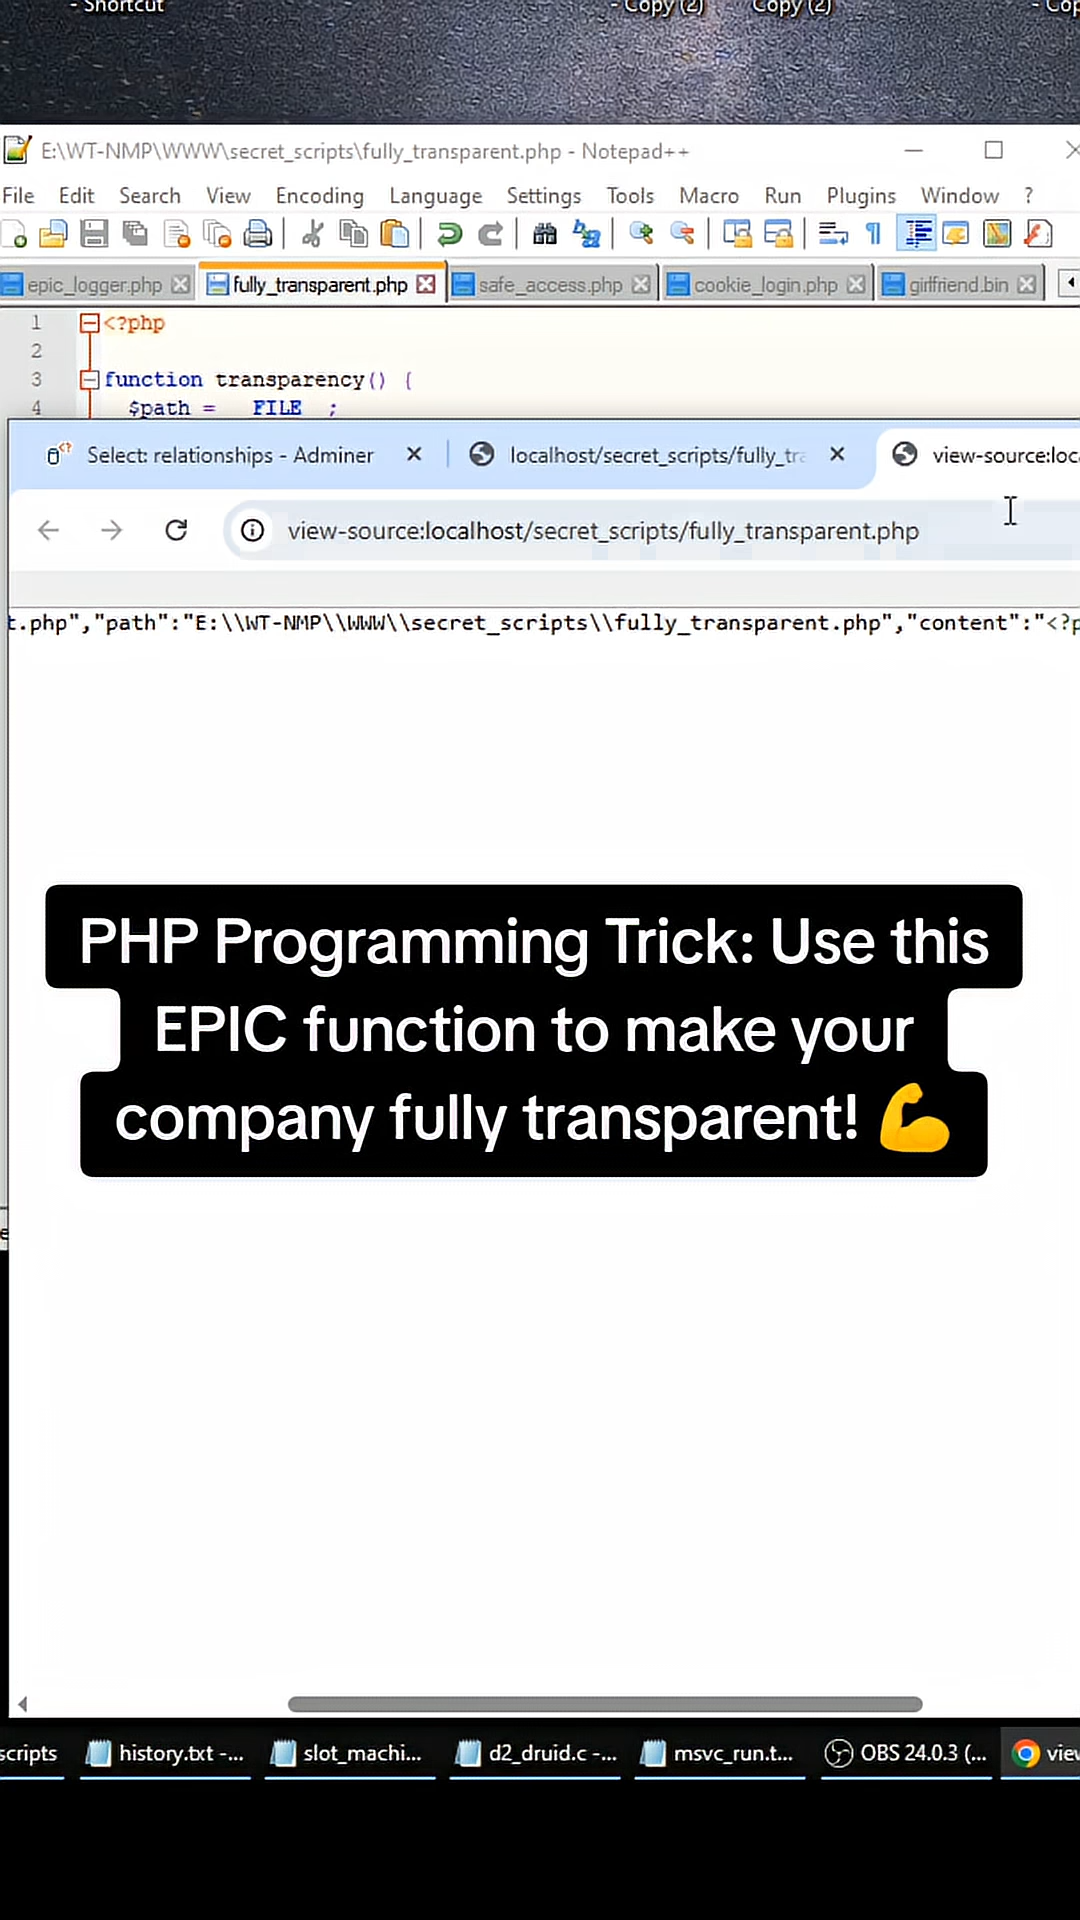 - Shortcut
- Copy (2)
Copy (2)
- Cop
E:\WT-NMP\WWW\secret_scripts\fully_transparent.php - Notepad++
File Edit Search View Encoding Language Settings Tools Macro Run Plugins Window ?
epic_logger.php fully_transparent.php safe_access.php cookie_login.php girlfriend.bin
1 <?php
2
3 function transparency() {
4 $path = __FILE__;
Select: relationships - Adminer localhost/secret_scripts/fully_tra view-source:loca
view-source:localhost/secret_scripts/fully_transparent.php
t.php","path":"E:\\WT-NMP\\WWW\\secret_scripts\\fully_transparent.php","content":"<?p
PHP Programming Trick: Use this
EPIC function to make your
company fully transparent! 💪
scripts history.txt -... slot_machi... d2_druid.c -... msvc_run.t... OBS 24.0.3 (... view